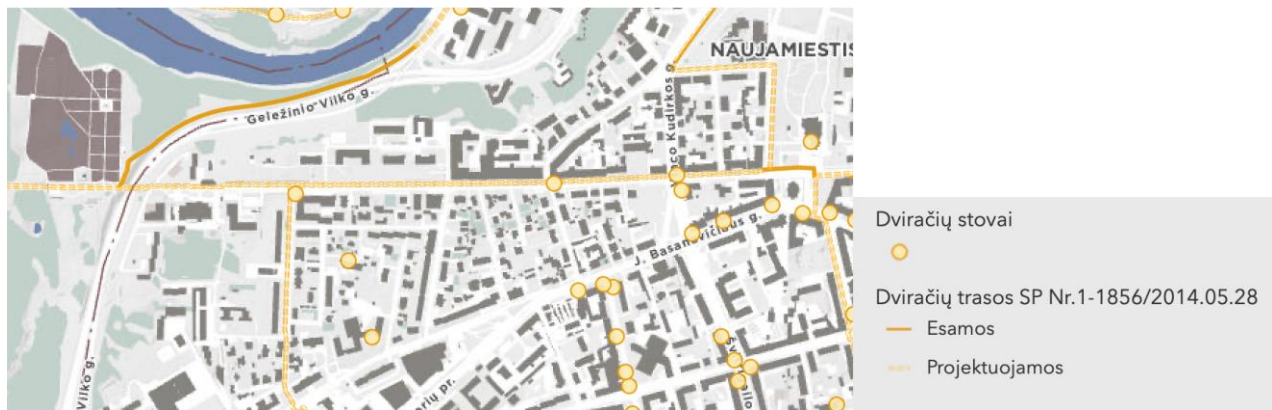 NAUJAMIESTIS
Geležinio Vilko g.
Kudirkos g.
J. Basanavičiaus g.
Vilko g.
Dviračių stovai
Dviračių trasos SP Nr.1-1856/2014.05.28
Esamos
Projektuojamos